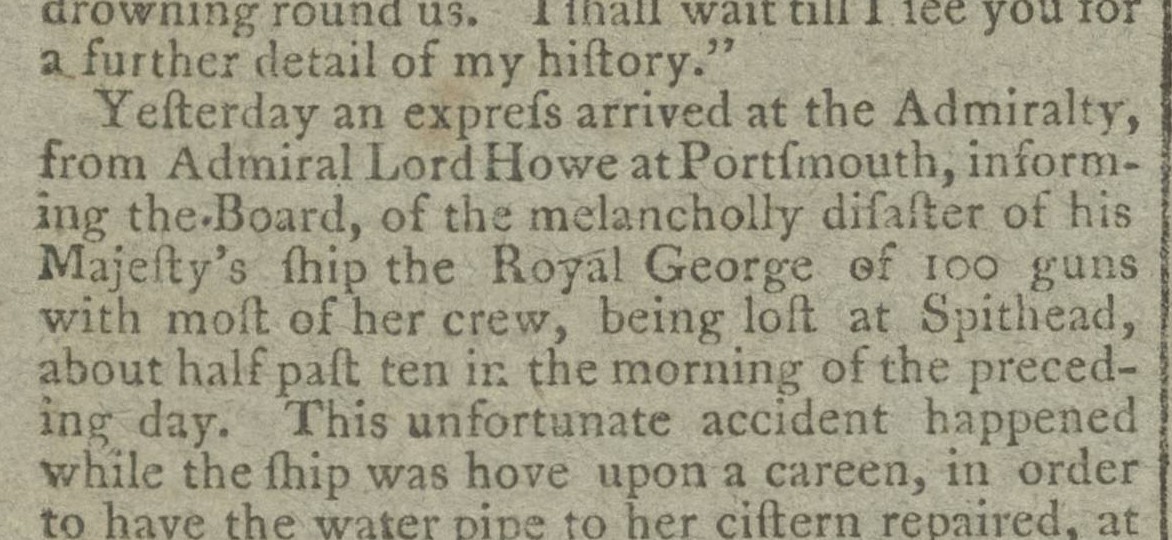 drowning round us. I ſhall wait till I ſee you for
a further detail of my hiſtory.”
Yeſterday an expreſs arrived at the Admiralty,
from Admiral Lord Howe at Portſmouth, inform-
ing the Board, of the melancholly diſaſter of his
Majeſty's ſhip the Royal George of 100 guns
with moſt of her crew, being loſt at Spithead,
about half paſt ten in the morning of the preced-
ing day. This unfortunate accident happened
while the ſhip was hove upon a careen, in order
to have the water pipe to her ciſtern repaired, at